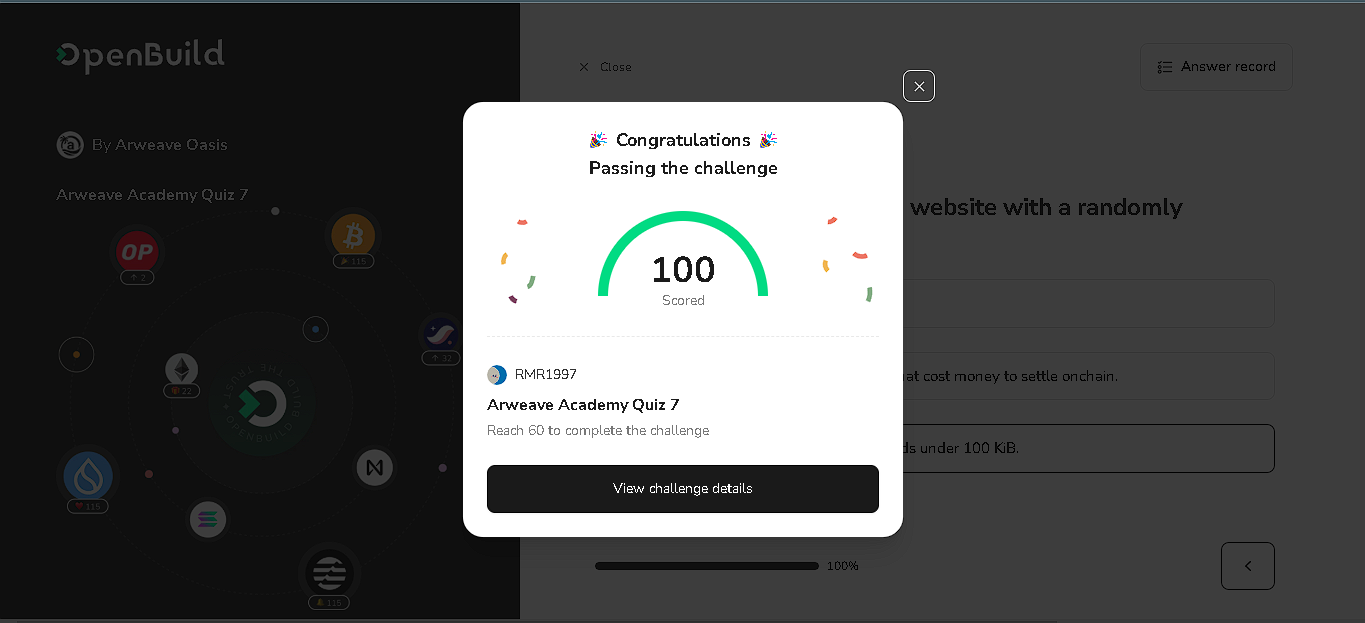 OpenBuild
Close
Answer record
By Arweave Oasis
Arweave Academy Quiz 7
🎉 Congratulations 🎉
Passing the challenge
website with a randomly
OP
↑ 2
115
100
Scored
32
22
at cost money to settle onchain.
RMR1997
Arweave Academy Quiz 7
Reach 60 to complete the challenge
ds under 100 KiB.
View challenge details
115
100%
115